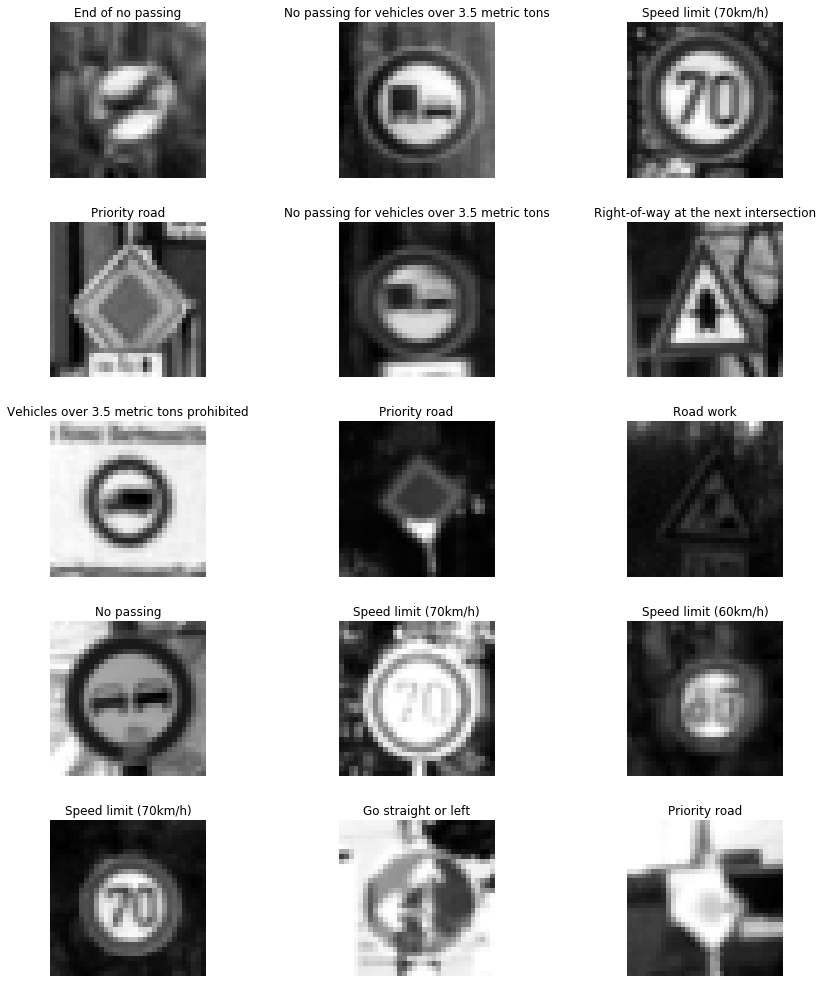 End of no passing
No passing for vehicles over 3.5 metric tons
Speed limit (70km/h)
70
Priority road
No passing for vehicles over 3.5 metric tons
Right-of-way at the next intersection
Vehicles over 3.5 metric tons prohibited
Priority road
Road work
No passing
Speed limit (70km/h)
Speed limit (60km/h)
70
Speed limit (70km/h)
Go straight or left
Priority road
70